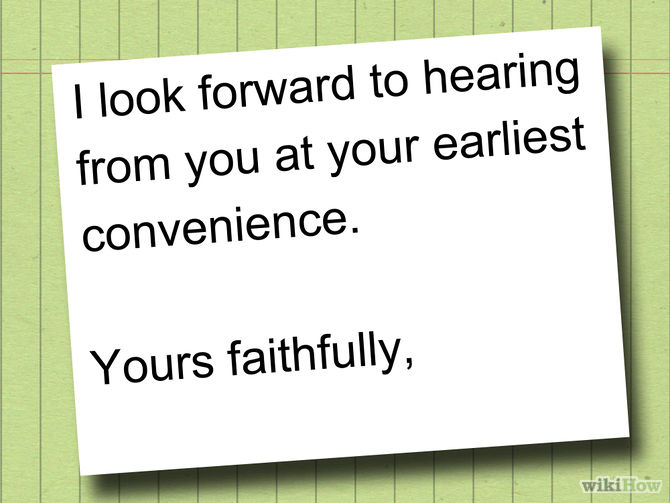 I look forward to hearing
from you at your earliest
convenience.
Yours faithfully,
wikiHow